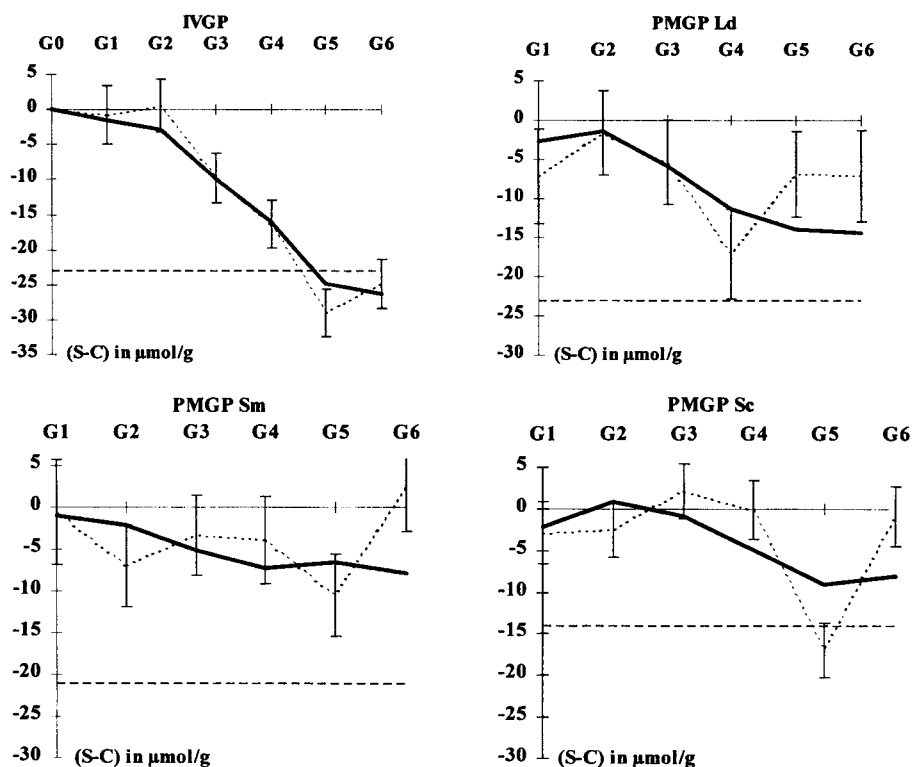 IVGP
G0 G1 G2 G3 G4 G5 G6
5
0
-5
-10
-15
-20
-25
-30
-35
(S-C) in µmol/g
PMGP Ld
G1 G2 G3 G4 G5 G6
5
0
-5
-10
-15
-20
-25
-30
(S-C) in µmol/g
PMGP Sm
G1 G2 G3 G4 G5 G6
5
0
-5
-10
-15
-20
-25
-30
(S-C) in µmol/g
PMGP Sc
G1 G2 G3 G4 G5 G6
5
0
-5
-10
-15
-20
-25
-30
(S-C) in µmol/g